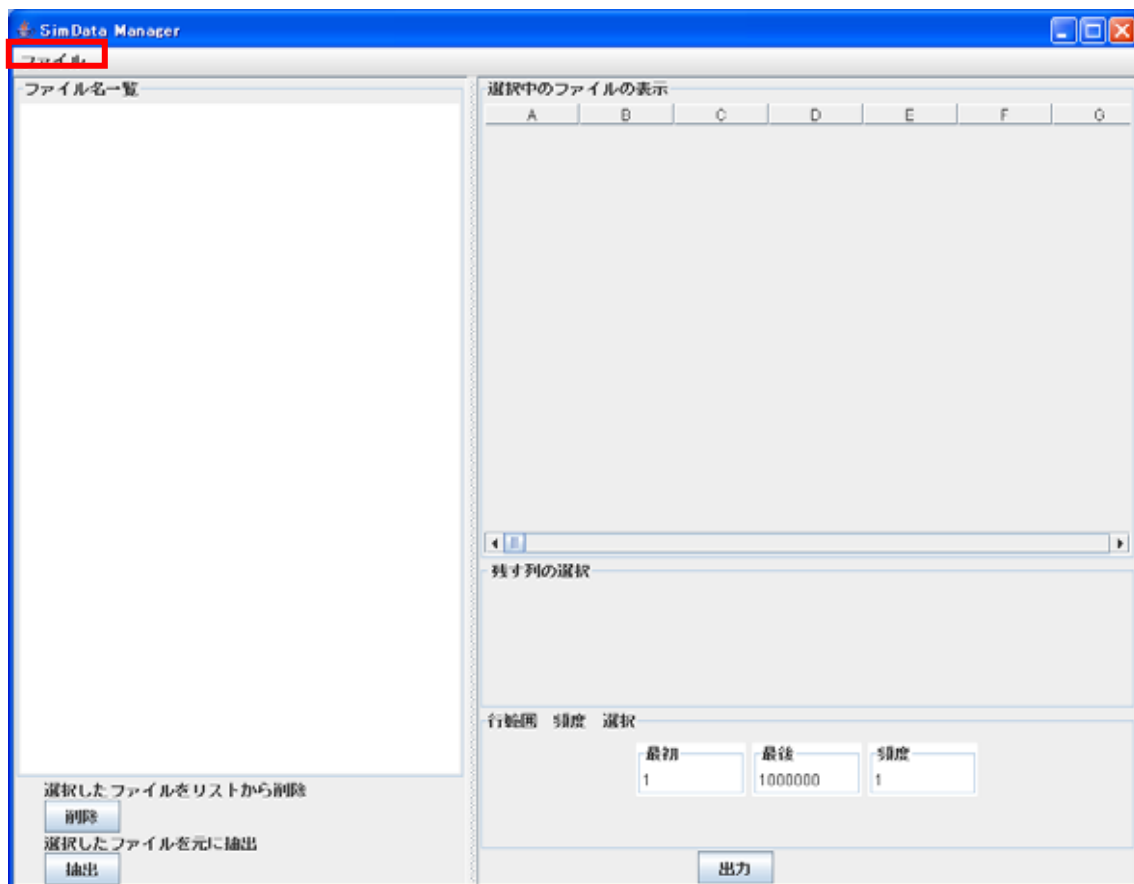 SimData Manager
ファイル
ファイル名一覧
選択したファイルをリストから削除
削除
選択したファイルを元に抽出
抽出
選択中のファイルの表示
A B C D E F G
残す列の選択
行範囲 頻度 選択
最初 最後 頻度
1 1000000 1
出力